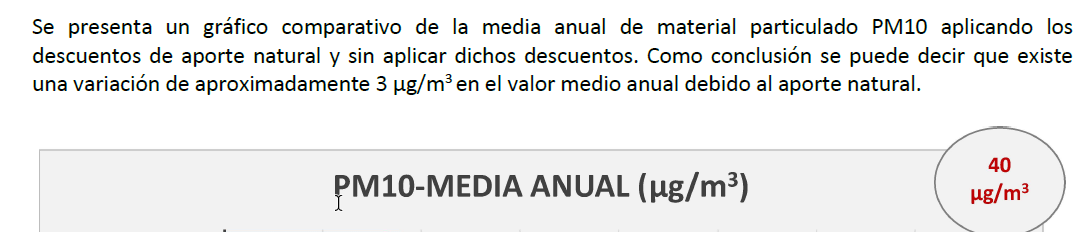 Se presenta un gráfico comparativo de la media anual de material particulado PM10 aplicando los
descuentos de aporte natural y sin aplicar dichos descuentos. Como conclusión se puede decir que existe
una variación de aproximadamente 3 µg/m³ en el valor medio anual debido al aporte natural.
40
µg/m³
PM10-MEDIA ANUAL (µg/m³)